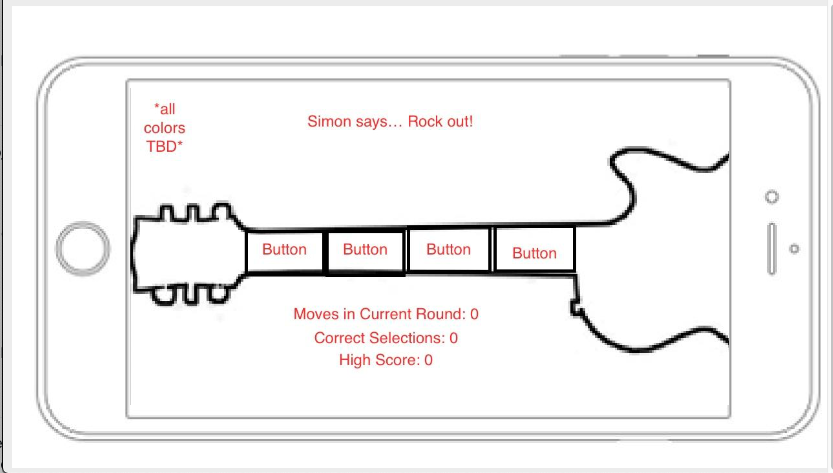 *all
colors
TBD*
Simon says... Rock out!
Button
Button
Button
Button
Moves in Current Round: 0
Correct Selections: 0
High Score: 0